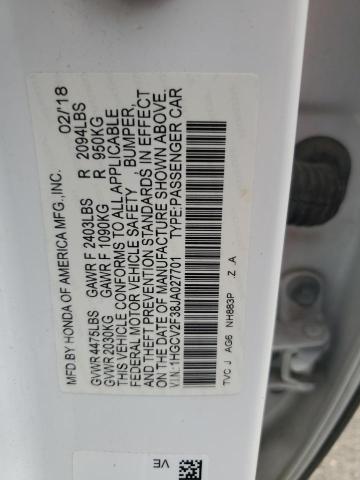 MFD.BY HONDA OF AMERICA MFG.,INC. 02/'18
GVWR 4475LBS GAWR F 2403LBS R 2094LBS
GVWR 2030KG GAWR F 1090KG R 950KG
THIS VEHICLE CONFORMS TO ALL APPLICABLE
FEDERAL MOTOR VEHICLE SAFETY , BUMPER,
AND THEFT PREVENTION STANDARDS IN EFFECT
ON THE DATE OF MANUFACTURE SHOWN ABOVE.
V.I.N.: 1HGCV2F38JA027701 TYPE:PASSENGER CAR
TVC J AG6 NH883P Z A
VE